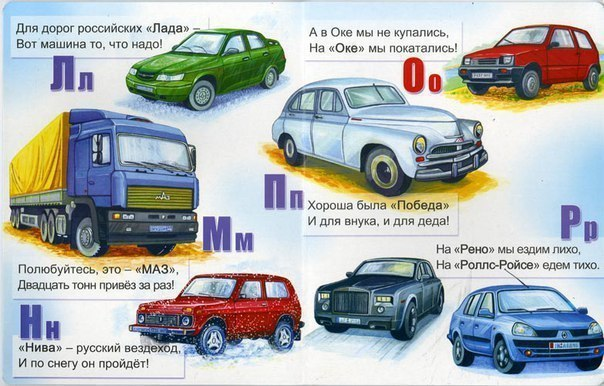 Для дорог российских «Лада» –
Вот машина то, что надо!
Лл
А в Оке мы не купались,
На «Оке» мы покатались!
Оо
МАЗ
Мм
Полюбуйтесь, это – «МАЗ»,
Двадцать тонн привёз за раз!
Пп
Хороша была «Победа»
И для внука, и для деда!
Рр
На «Рено» мы ездим лихо,
На «Роллс-Ройсе» едем тихо.
Нн
«Нива» – русский вездеход,
И по снегу он пройдёт!